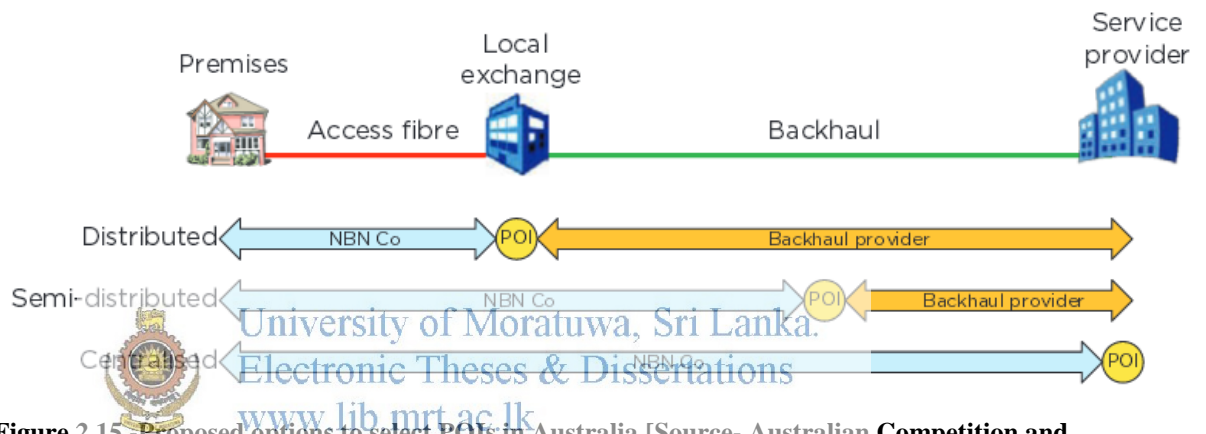 Service
provider
Local
exchange
Premises
Access fibre
Backhaul
Distributed NBN Co POI Backhaul provider
Semi-distributed NBN Co POI Backhaul provider
University of Moratuwa, Sri Lanka.
Centralised NBN Co POI
Electronic Theses & Dissertations
www.lib.mrt.ac.lk
Figure 2.15 -Proposed options to select POIs in Australia [Source- Australian Competition and